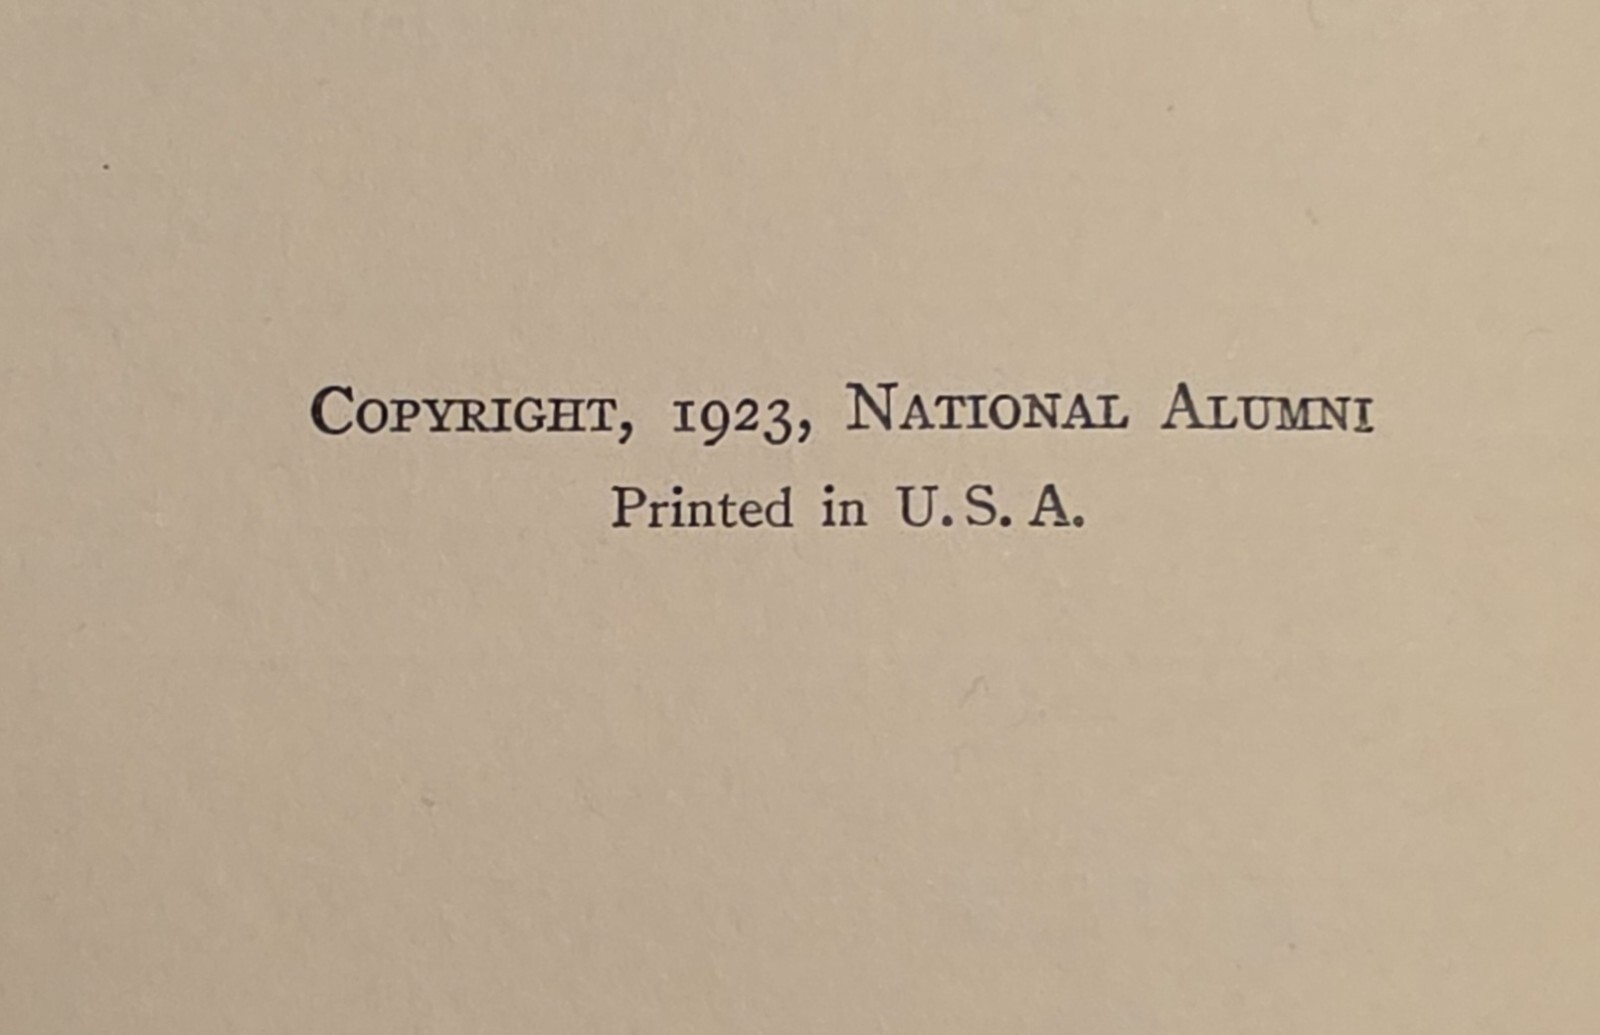 Copyright, 1923, National Alumni
Printed in U. S. A.